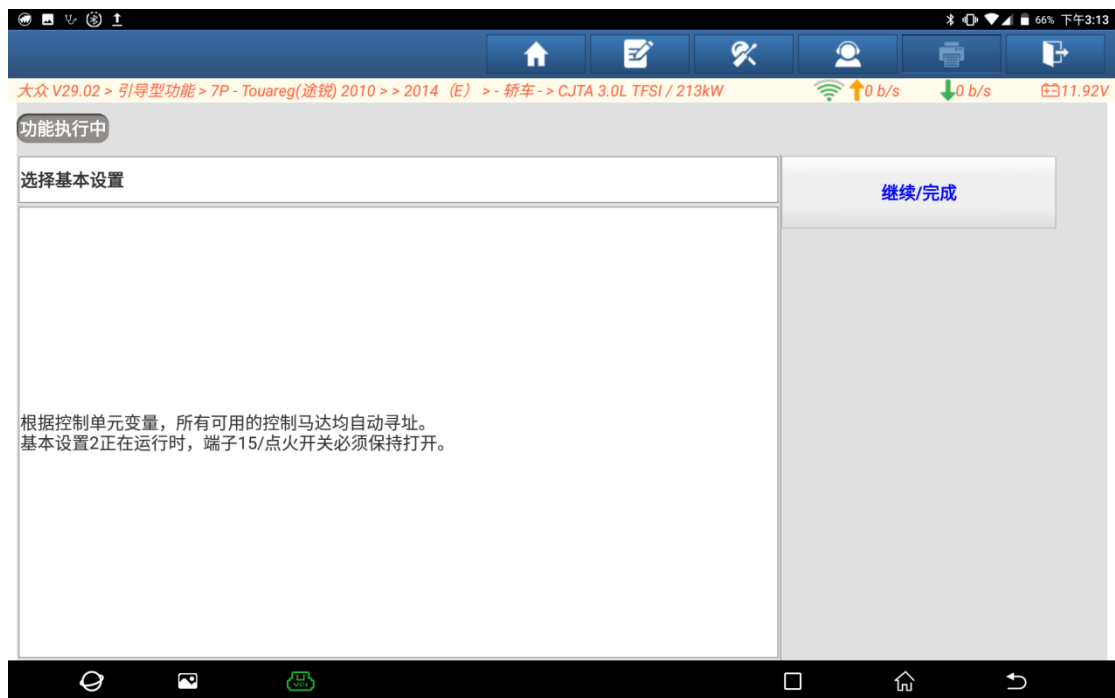 66% 下午3:13
大众 V29.02 > 引导型功能 > 7P - Touareg(途锐) 2010 > > 2014（E） > - 轿车 - > CJTA 3.0L TFSI / 213kW 0 b/s 0 b/s 11.92V
功能执行中
选择基本设置
继续/完成
根据控制单元变量，所有可用的控制马达均自动寻址。
基本设置2正在运行时，端子15/点火开关必须保持打开。
VCI